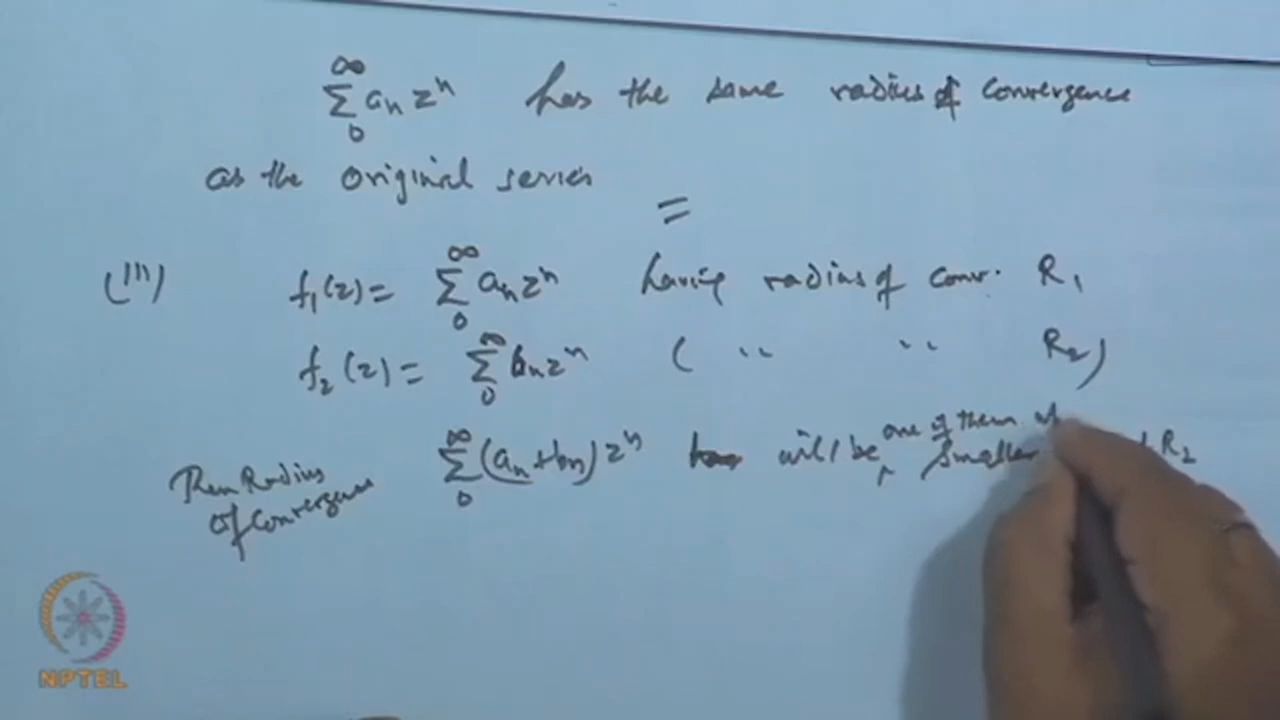 ∞∑0 aₙ zⁿ has the same radius of convergence
as the original series
=
(III) f₁(z) = ∞∑0 aₙ zⁿ having radius of conv. R₁
f₂(z) = ∞∑0 bₙ zⁿ ( " " R₂)
one of them
Then Radius of Convergence ∞∑0 (aₙ + bₙ) zⁿ will be smaller R₂
NPTEL